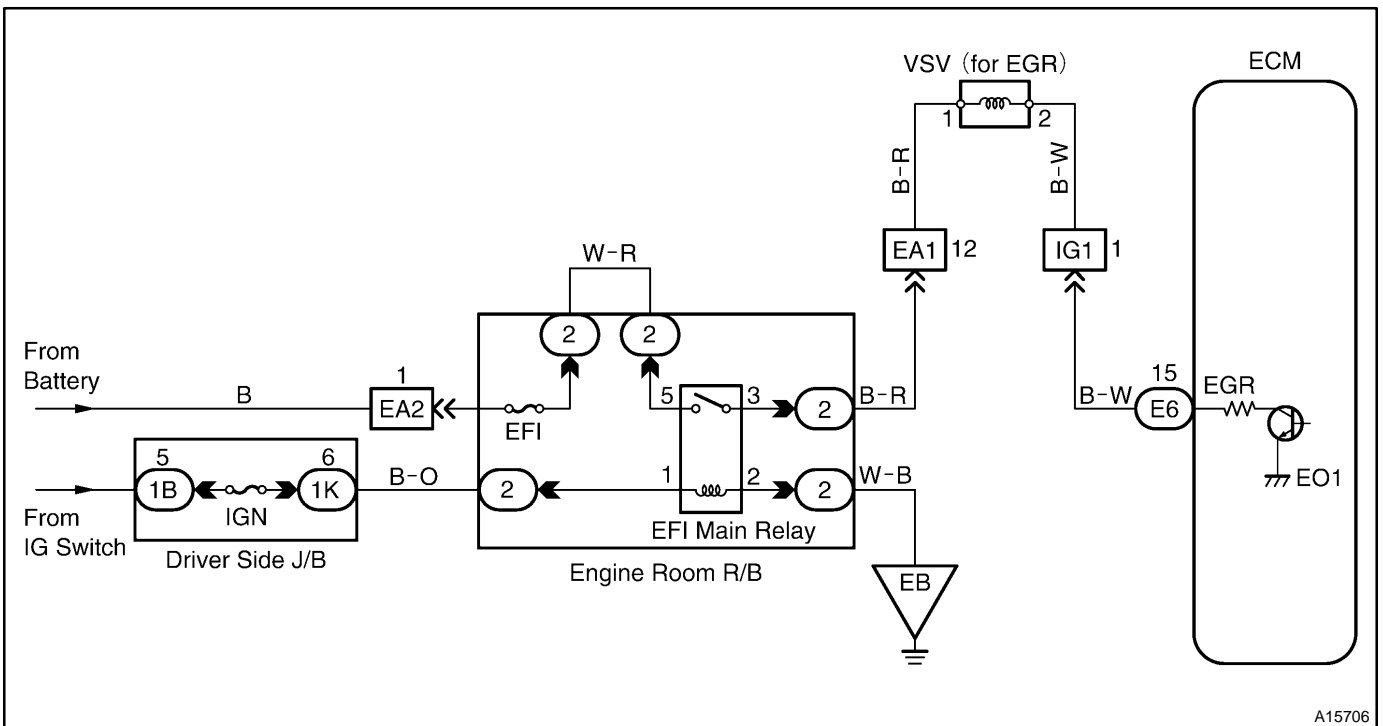 VSV (for EGR)
ECM
1
2
B-R
B-W
EA1
12
IG1
1
W-R
2
2
From
Battery
B
1
EA2
EFI
5
3
2
B-R
B-W
15
E6
EGR
EO1
From
IG Switch
5
1B
IGN
6
1K
B-O
2
1
2
2
W-B
EFI Main Relay
Driver Side J/B
Engine Room R/B
EB
A15706